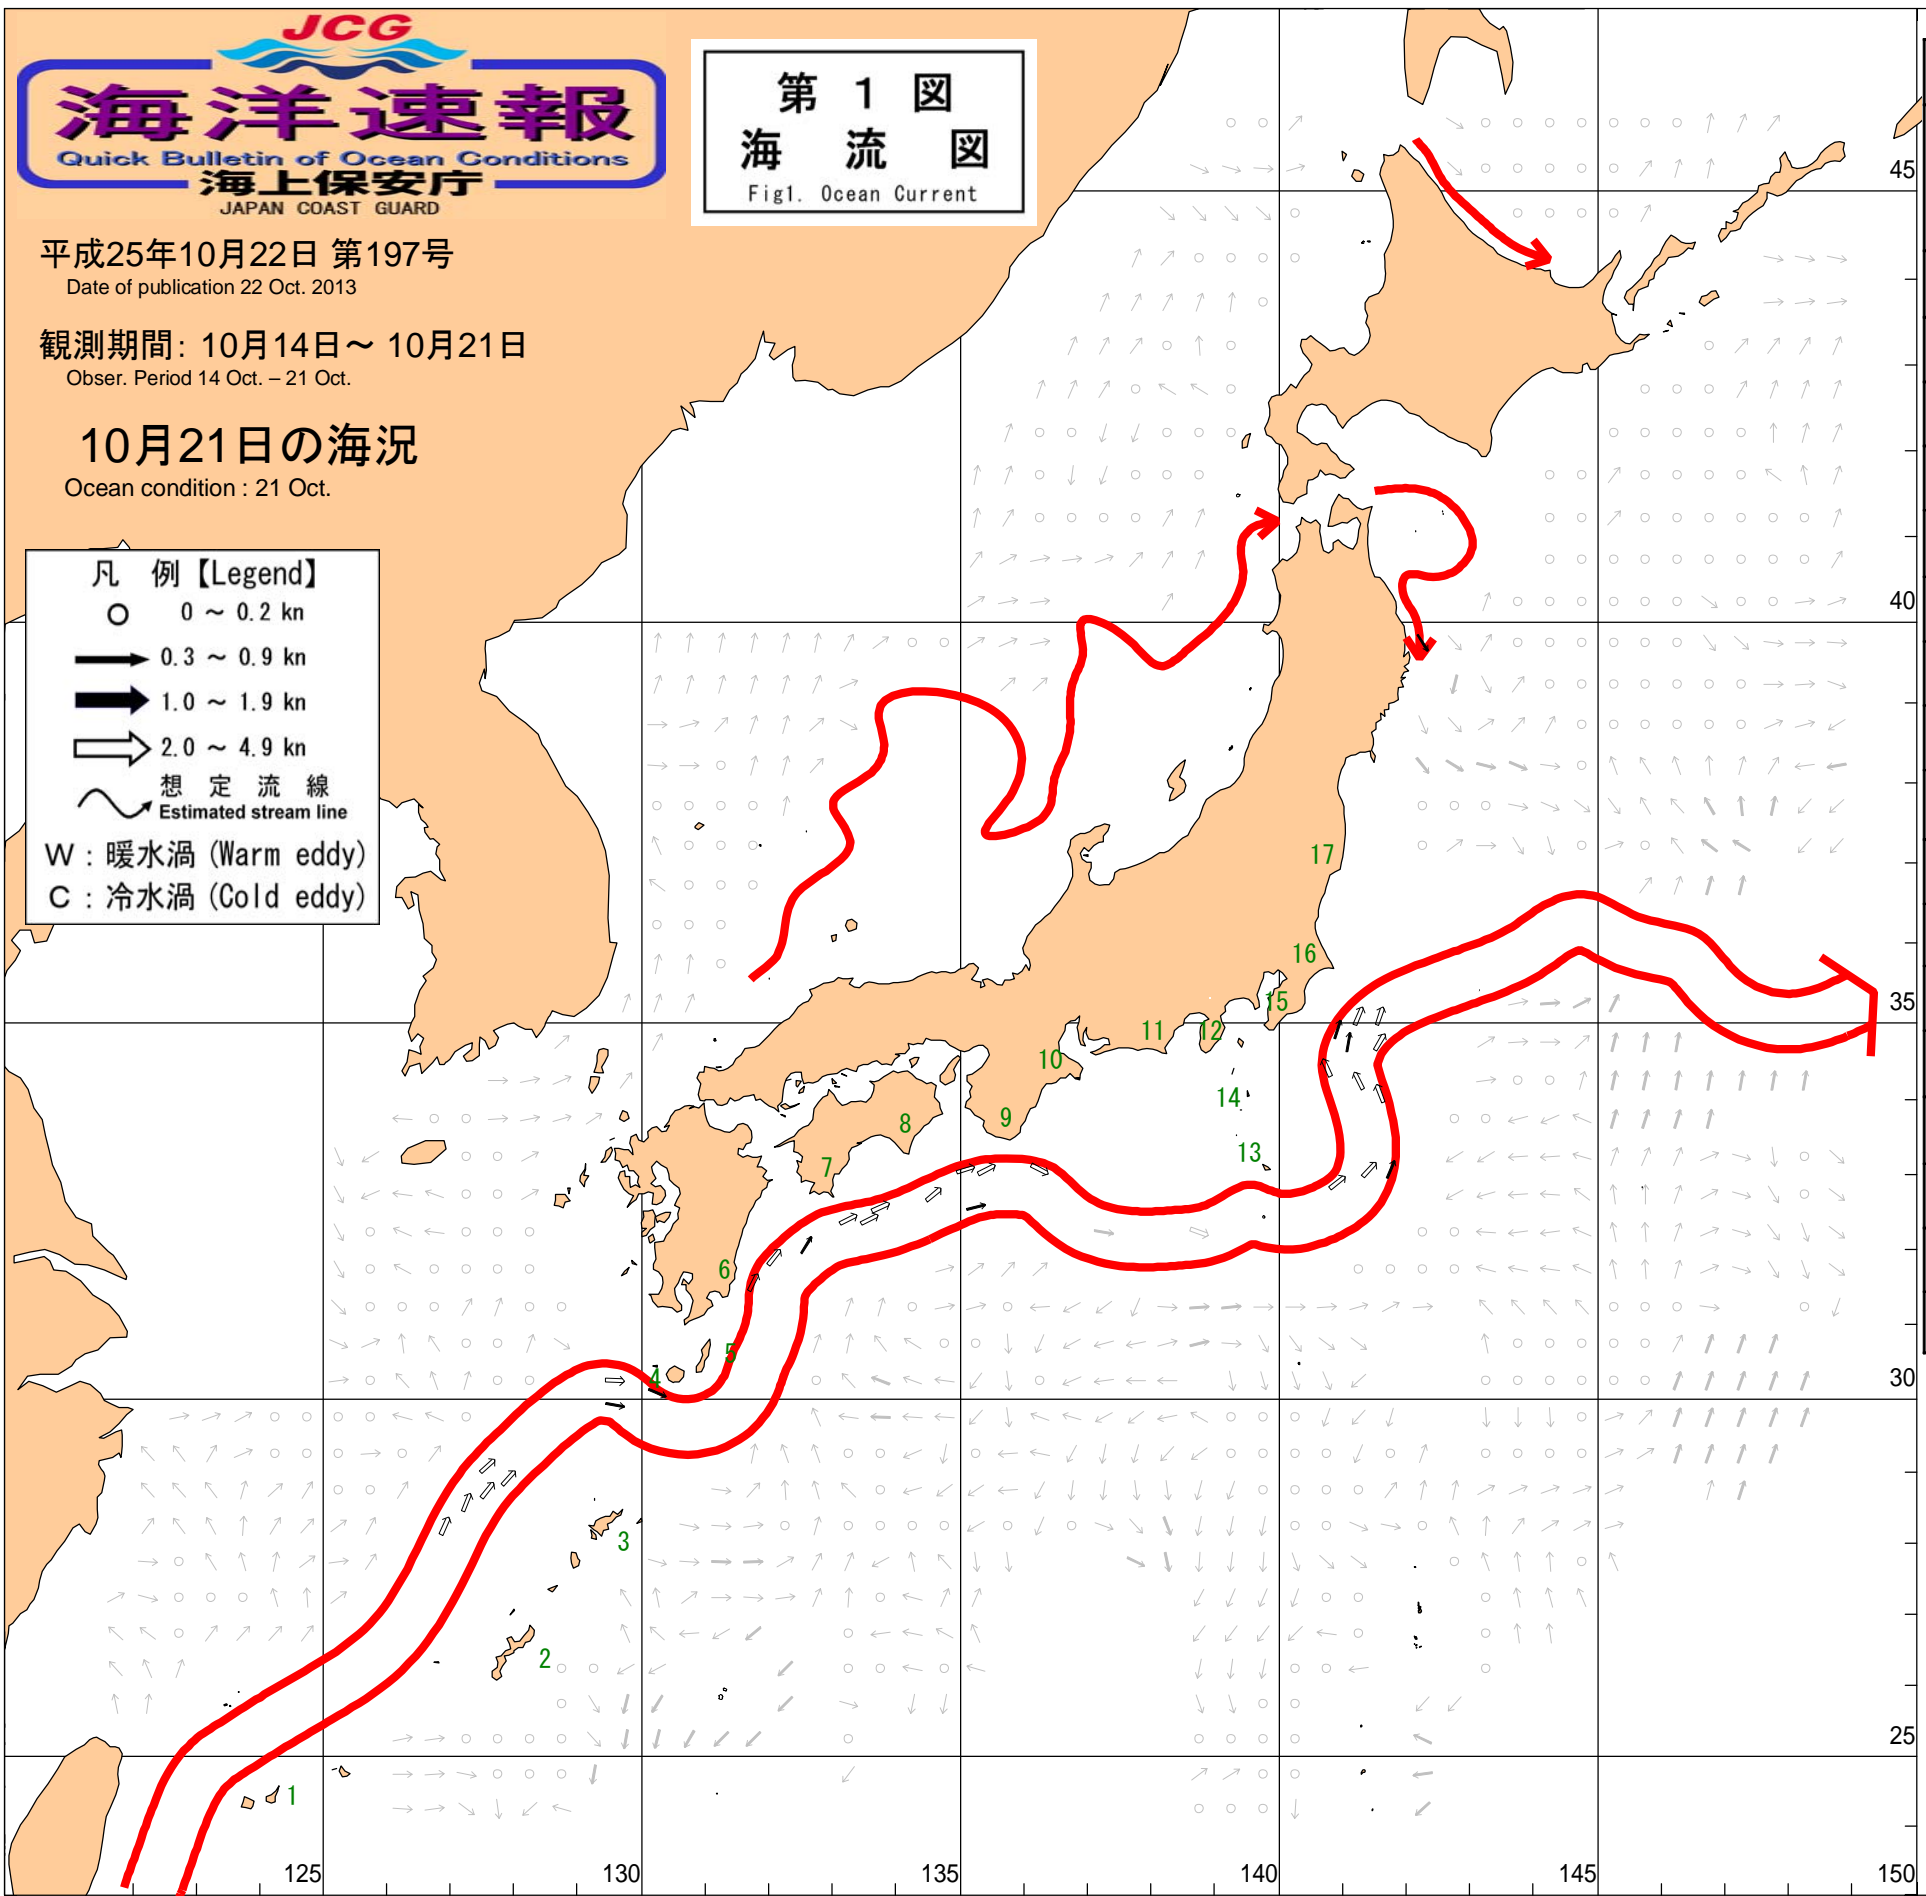 JCG
海洋速報
Quick Bulletin of Ocean Conditions
海上保安庁
JAPAN COAST GUARD
第 1 図
海 流 図
Fig1. Ocean Current
平成25年10月22日 第197号
Date of publication 22 Oct. 2013
観測期間: 10月14日～ 10月21日
Obser. Period 14 Oct. – 21 Oct.
10月21日の海況
Ocean condition : 21 Oct.
凡 例【Legend】
0 ～ 0.2 kn
0.3 ～ 0.9 kn
1.0 ～ 1.9 kn
2.0 ～ 4.9 kn
想 定 流 線
Estimated stream line
W : 暖水渦 (Warm eddy)
C : 冷水渦 (Cold eddy)
45
40
17
16
35
15
12
11
10
14
9
8
13
7
6
5
4
30
3
2
25
1
125
130
135
140
145
150